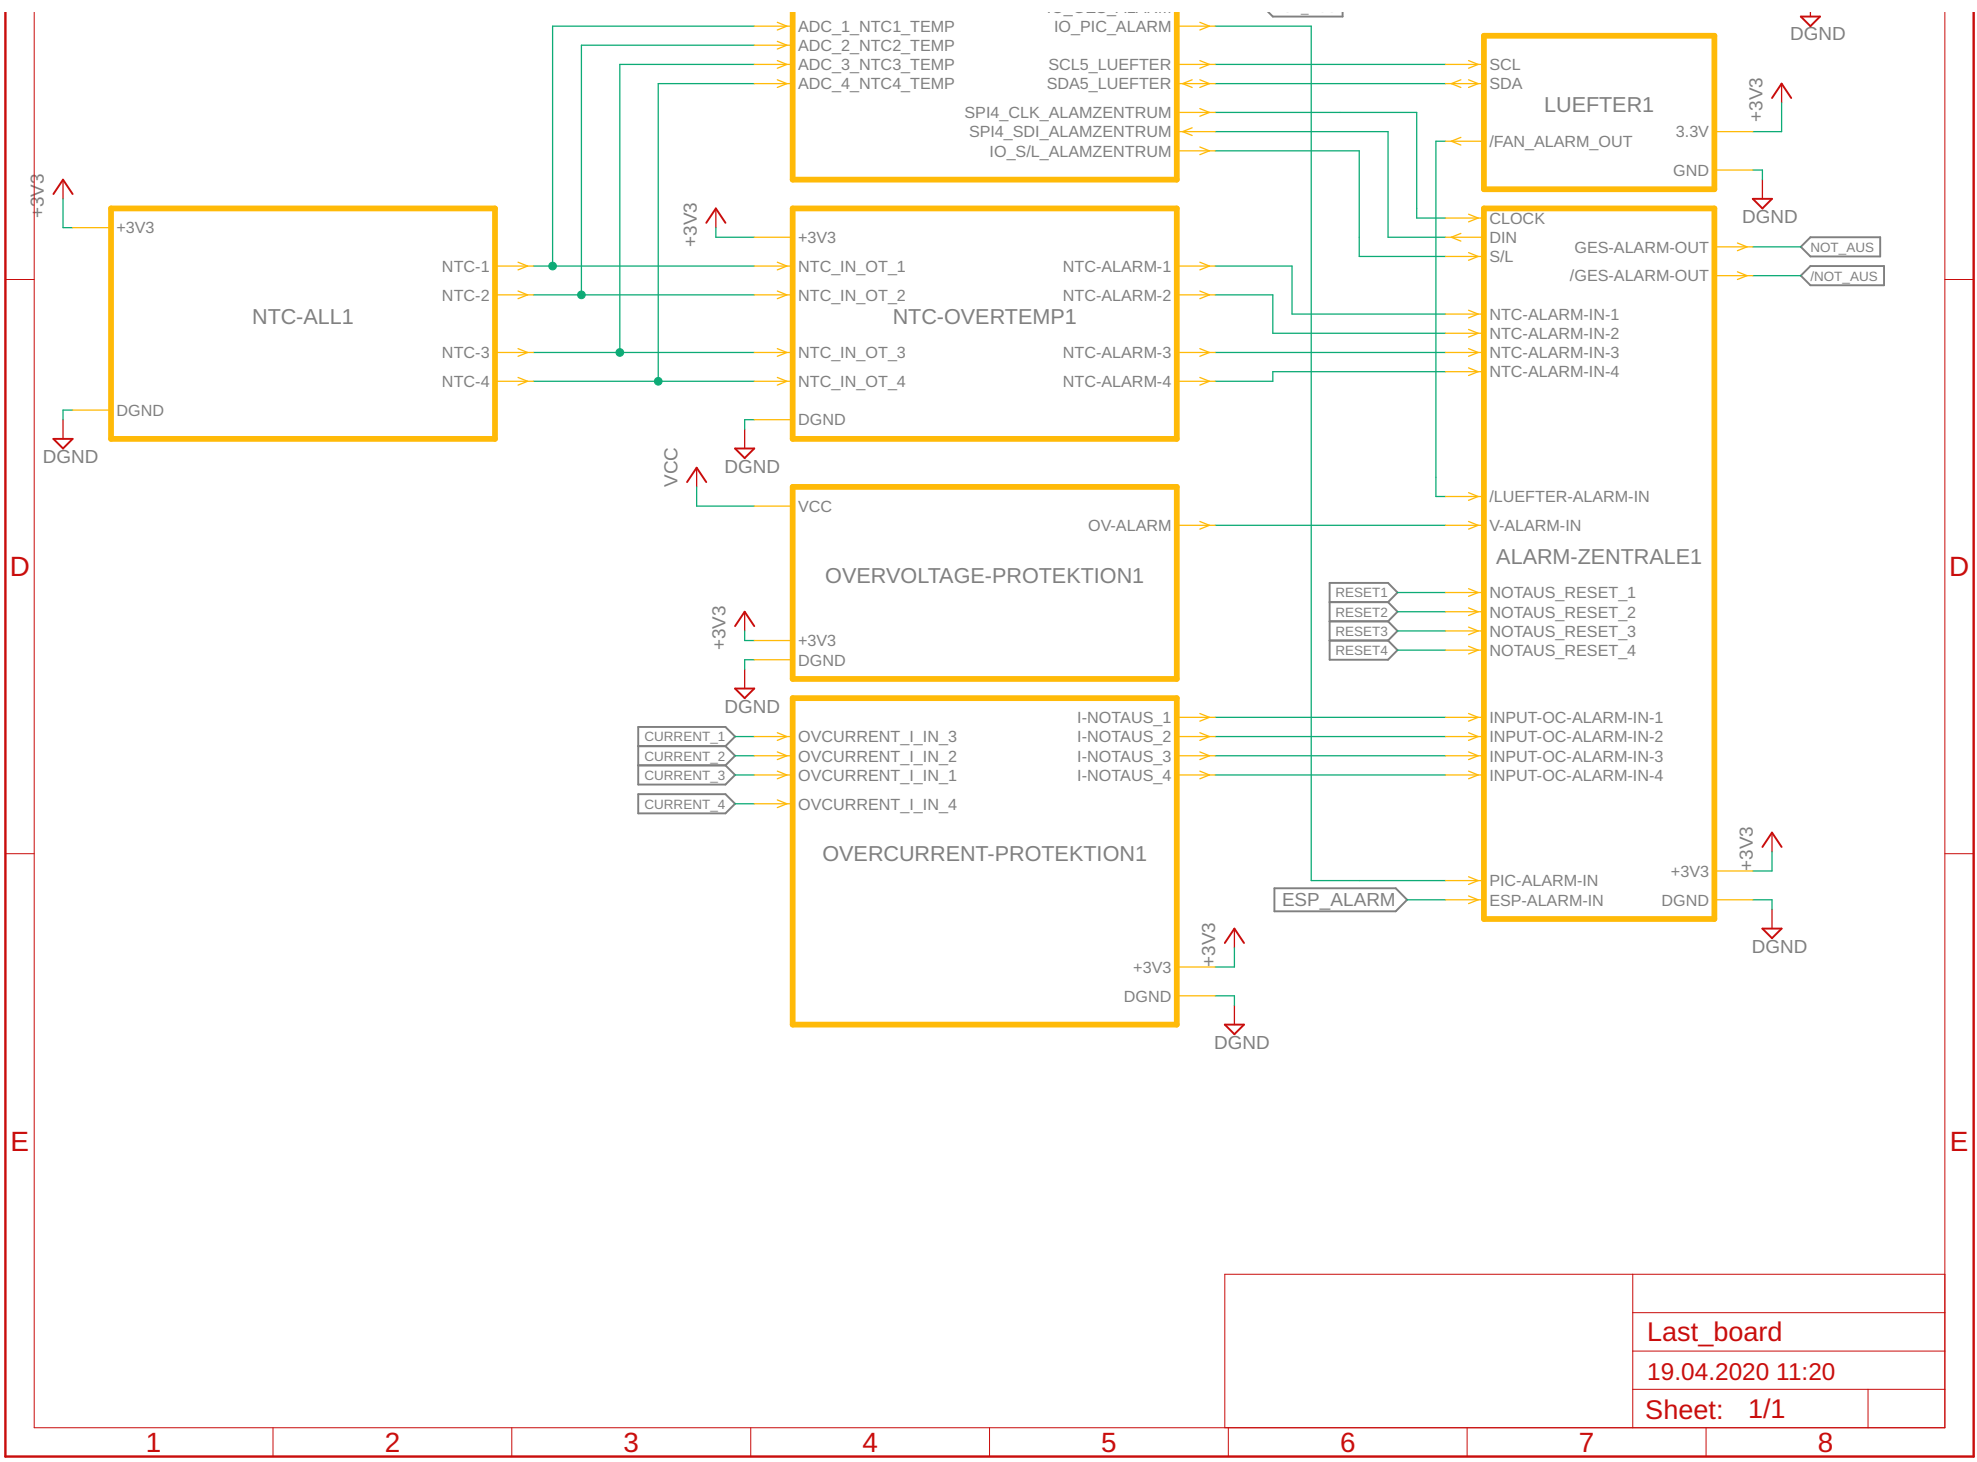 ADC_1_NTC1_TEMP
ADC_2_NTC2_TEMP
ADC_3_NTC3_TEMP
ADC_4_NTC4_TEMP
IO_PIC_ALARM
SCL5_LUEFTER
SDA5_LUEFTER
SPI4_CLK_ALAMZENTRUM
SPI4_SDI_ALAMZENTRUM
IO_S/L_ALAMZENTRUM
DGND
SCL
SDA
LUEFTER1
/FAN_ALARM_OUT
3.3V
GND
+3V3
DGND
+3V3
+3V3
NTC-1
NTC-2
NTC-ALL1
NTC-3
NTC-4
DGND
DGND
+3V3
+3V3
NTC_IN_OT_1
NTC_IN_OT_2
NTC-OVERTEMP1
NTC_IN_OT_3
NTC_IN_OT_4
DGND
DGND
NTC-ALARM-1
NTC-ALARM-2
NTC-ALARM-3
NTC-ALARM-4
CLOCK
DIN
S/L
GES-ALARM-OUT
/GES-ALARM-OUT
NOT_AUS
/NOT_AUS
NTC-ALARM-IN-1
NTC-ALARM-IN-2
NTC-ALARM-IN-3
NTC-ALARM-IN-4
/LUEFTER-ALARM-IN
V-ALARM-IN
ALARM-ZENTRALE1
RESET1
RESET2
RESET3
RESET4
NOTAUS_RESET_1
NOTAUS_RESET_2
NOTAUS_RESET_3
NOTAUS_RESET_4
INPUT-OC-ALARM-IN-1
INPUT-OC-ALARM-IN-2
INPUT-OC-ALARM-IN-3
INPUT-OC-ALARM-IN-4
PIC-ALARM-IN
ESP-ALARM-IN
ESP_ALARM
+3V3
DGND
+3V3
DGND
VCC
VCC
OV-ALARM
OVERVOLTAGE-PROTEKTION1
+3V3
+3V3
DGND
DGND
CURRENT_1
CURRENT_2
CURRENT_3
CURRENT_4
OVCURRENT_I_IN_3
OVCURRENT_I_IN_2
OVCURRENT_I_IN_1
OVCURRENT_I_IN_4
I-NOTAUS_1
I-NOTAUS_2
I-NOTAUS_3
I-NOTAUS_4
OVERCURRENT-PROTEKTION1
+3V3
DGND
+3V3
DGND
D
D
E
E
Last_board
19.04.2020 11:20
Sheet: 1/1
1
2
3
4
5
6
7
8